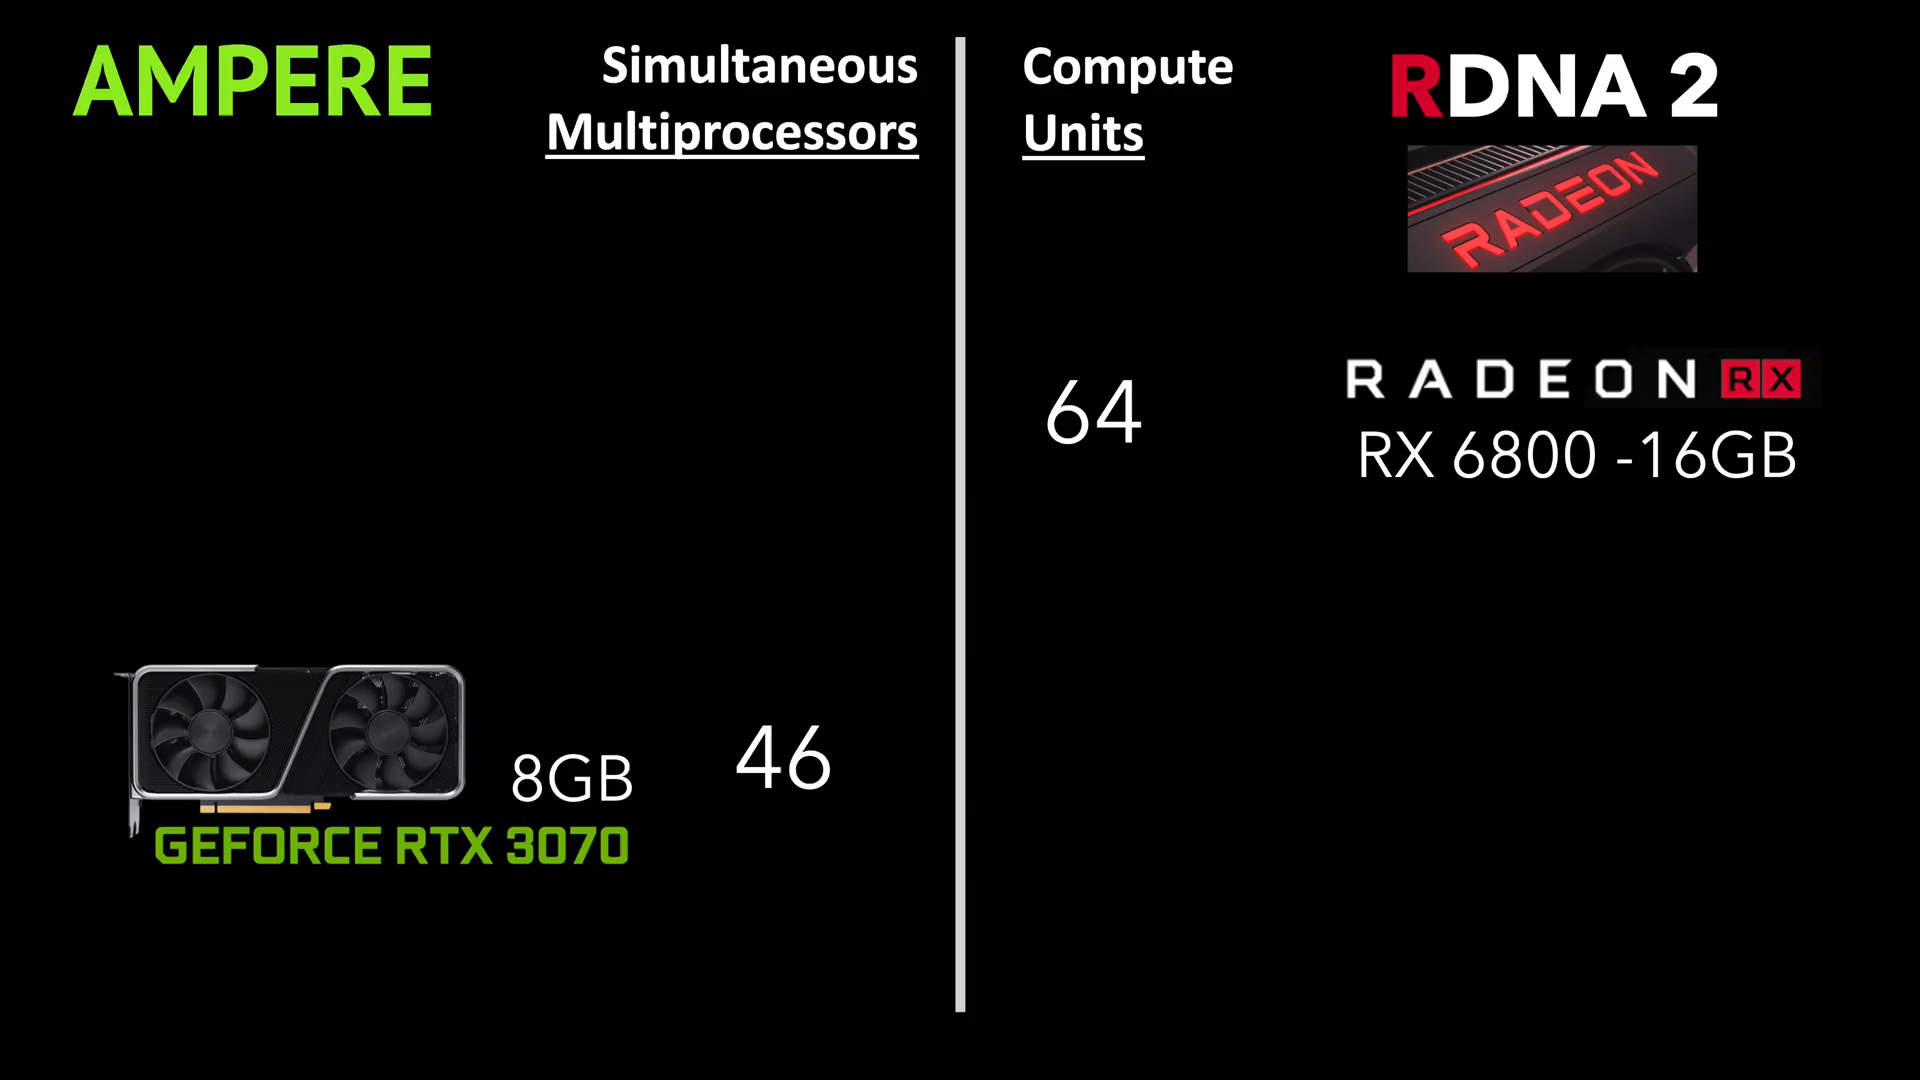 AMPERE
Simultaneous
Multiprocessors
Compute
Units
RDNA 2
RADEON
RADEON RX
64
RX 6800 -16GB
8GB
46
GEFORCE RTX 3070